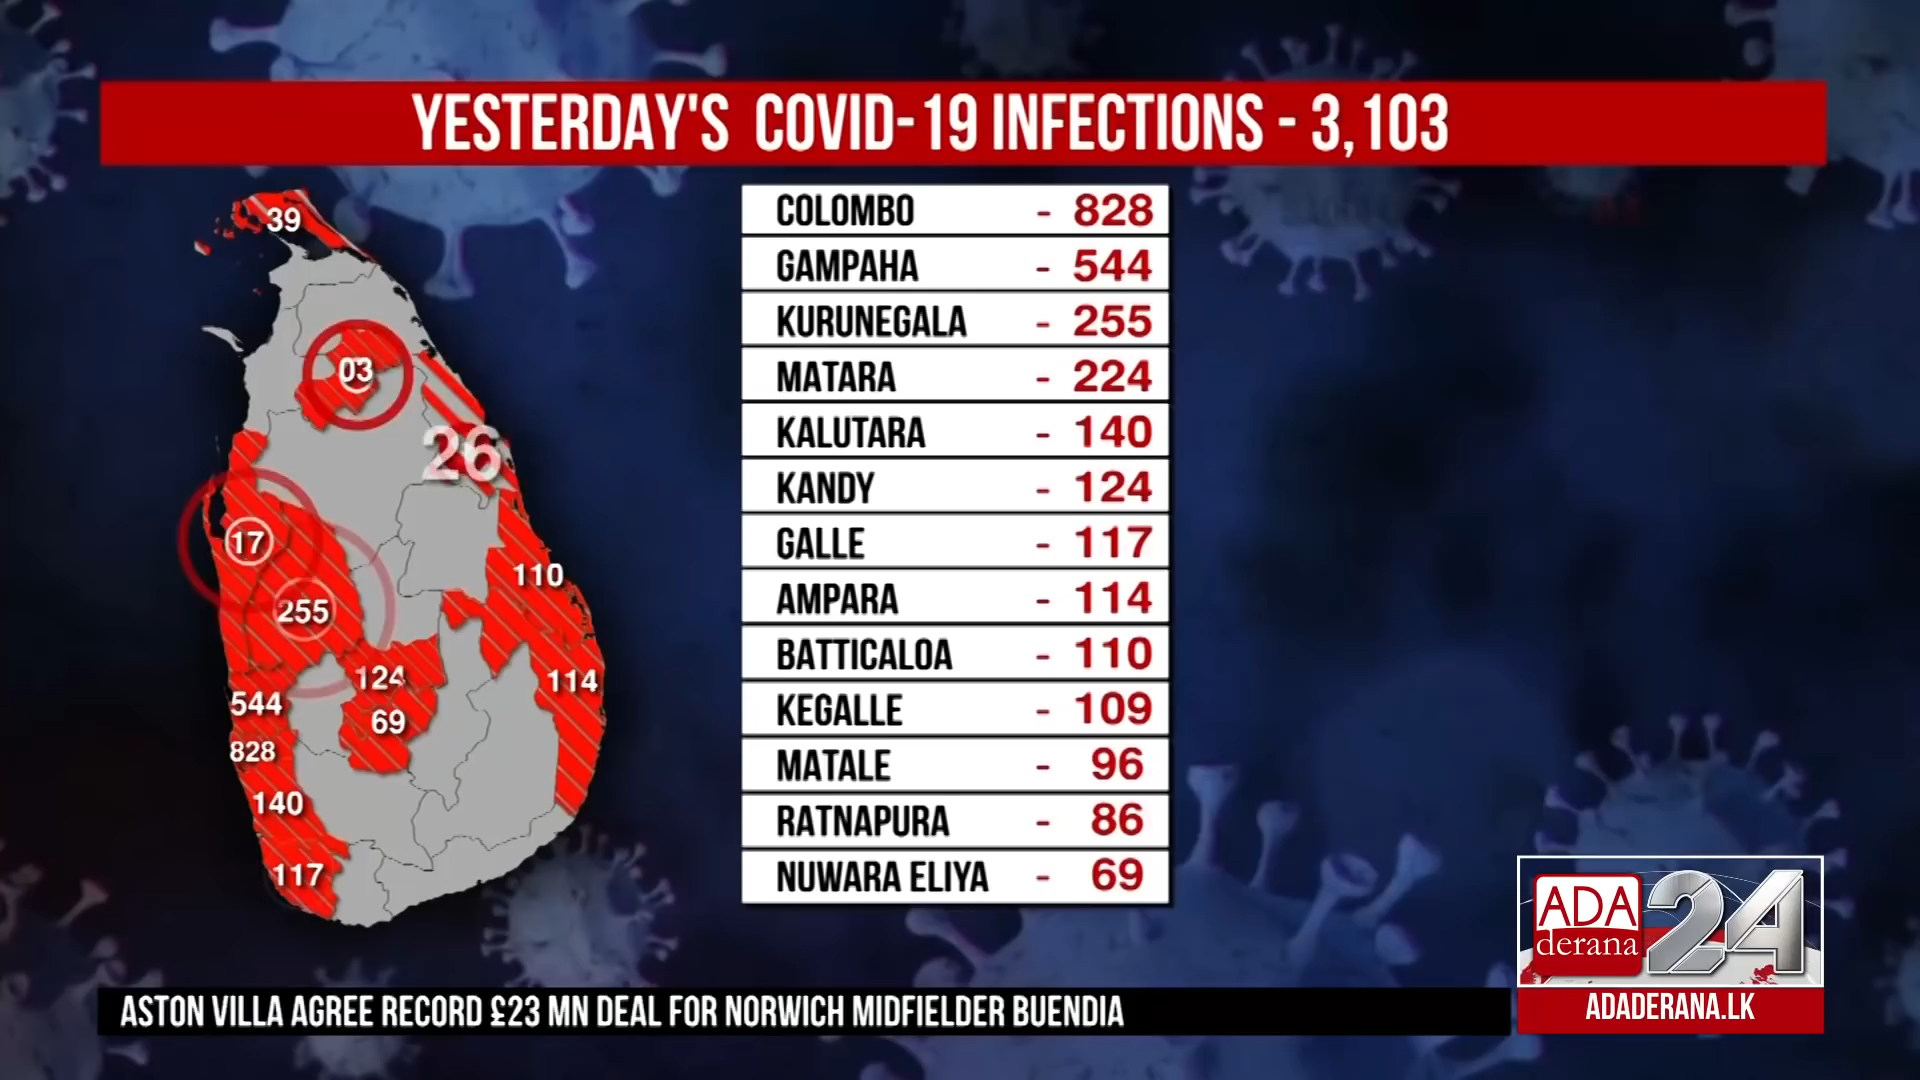 YESTERDAY'S COVID-19 INFECTIONS - 3,103
COLOMBO - 828
GAMPAHA - 544
KURUNEGALA - 255
MATARA - 224
KALUTARA - 140
KANDY - 124
GALLE - 117
AMPARA - 114
BATTICALOA - 110
KEGALLE - 109
MATALE - 96
RATNAPURA - 86
NUWARA ELIYA - 69
39
03
26
17
255
110
124
114
544
69
828
140
117
ADA
derana
24
ADADERANA.LK
ASTON VILLA AGREE RECORD £23 MN DEAL FOR NORWICH MIDFIELDER BUENDIA